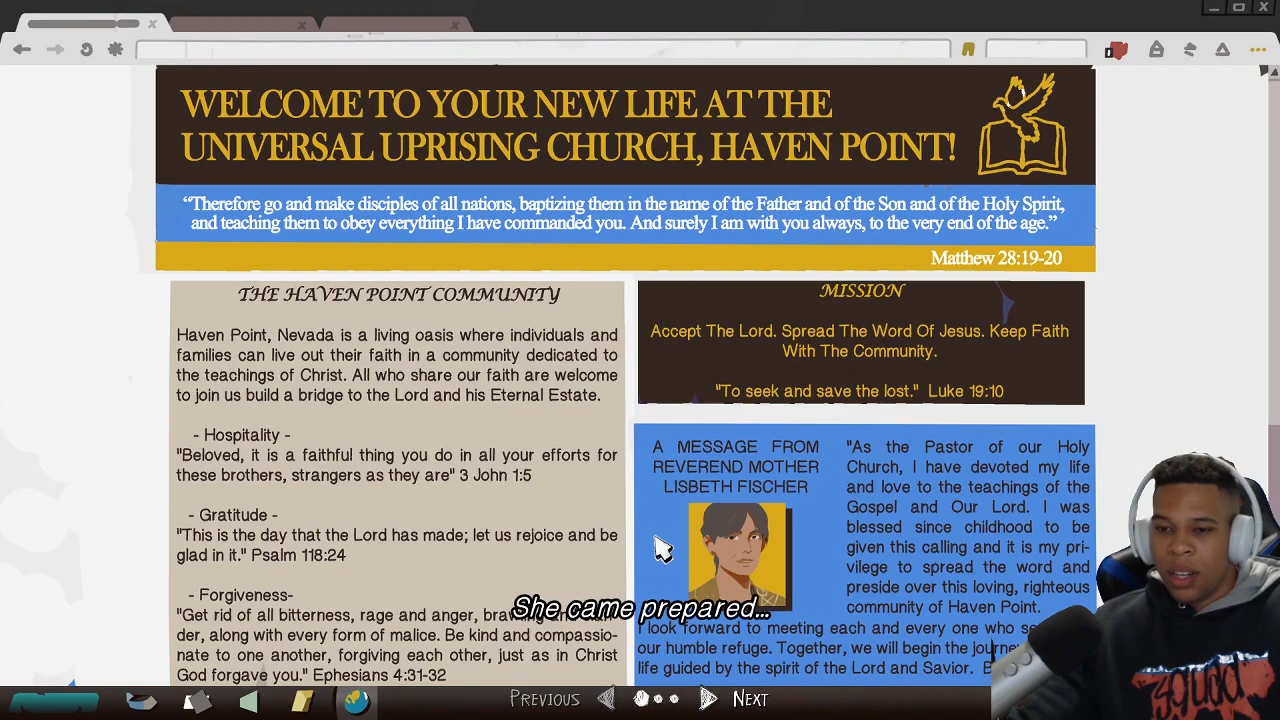 WELCOME TO YOUR NEW LIFE AT THE
UNIVERSAL UPRISING CHURCH, HAVEN POINT!
“Therefore go and make disciples of all nations, baptizing them in the name of the Father and of the Son and of the Holy Spirit,
and teaching them to obey everything I have commanded you. And surely I am with you always, to the very end of the age.”
Matthew 28:19-20
THE HAVEN POINT COMMUNITY
Haven Point, Nevada is a living oasis where individuals and
families can live out their faith in a community dedicated to
the teachings of Christ. All who share our faith are welcome
to join us build a bridge to the Lord and his Eternal Estate.
- Hospitality -
"Beloved, it is a faithful thing you do in all your efforts for
these brothers, strangers as they are" 3 John 1:5
- Gratitude -
"This is the day that the Lord has made; let us rejoice and be
glad in it." Psalm 118:24
- Forgiveness-
"Get rid of all bitterness, rage and anger,
der, along with every form of malice. Be kind and compassio-
nate to one another, forgiving each other, just as in Christ
God forgave you." Ephesians 4:31-32
MISSION
Accept The Lord. Spread The Word Of Jesus. Keep Faith
With The Community.
"To seek and save the lost." Luke 19:10
A MESSAGE FROM
REVEREND MOTHER
LISBETH FISCHER
"As the Pastor of our Holy
Church, I have devoted my life
and love to the teachings of the
Gospel and Our Lord. I was
blessed since childhood to be
given this calling and it is my pri-
vilege to spread the word and
preside over this loving, righteous
community of Haven Point.
I look forward to meeting each and every one who
our humble refuge. Together, we will begin the
life guided by the spirit of the Lord and Savior.
She came prepared...
PREVIOUS
NEXT
squad